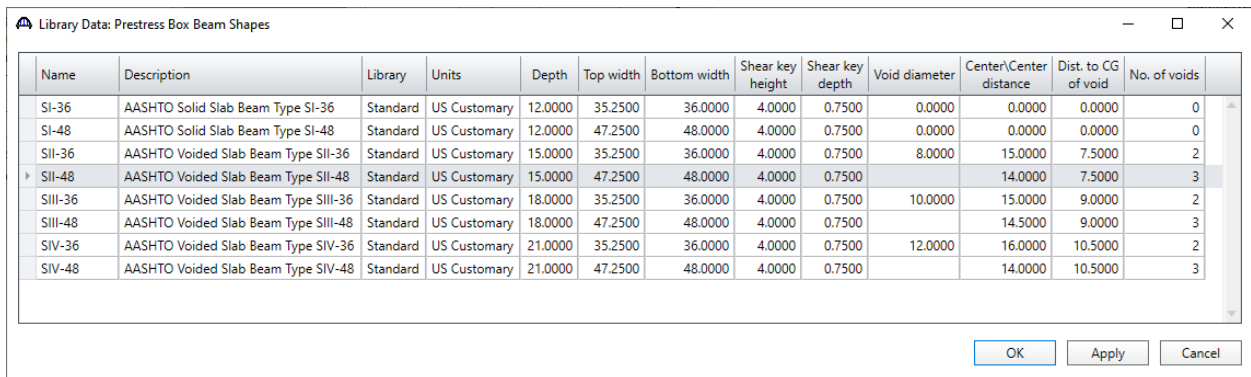 Library Data: Prestress Box Beam Shapes
Name Description Library Units Depth Top width Bottom width Shear key height Shear key depth Void diameter Center\Center distance Dist. to CG of void No. of voids
SI-36 AASHTO Solid Slab Beam Type SI-36 Standard US Customary 12.0000 35.2500 36.0000 4.0000 0.7500 0.0000 0.0000 0.0000 0
SI-48 AASHTO Solid Slab Beam Type SI-48 Standard US Customary 12.0000 47.2500 48.0000 4.0000 0.7500 0.0000 0.0000 0.0000 0
SII-36 AASHTO Voided Slab Beam Type SII-36 Standard US Customary 15.0000 35.2500 36.0000 4.0000 0.7500 8.0000 15.0000 7.5000 2
SII-48 AASHTO Voided Slab Beam Type SII-48 Standard US Customary 15.0000 47.2500 48.0000 4.0000 0.7500 14.0000 7.5000 3
SIII-36 AASHTO Voided Slab Beam Type SIII-36 Standard US Customary 18.0000 35.2500 36.0000 4.0000 0.7500 10.0000 15.0000 9.0000 2
SIII-48 AASHTO Voided Slab Beam Type SIII-48 Standard US Customary 18.0000 47.2500 48.0000 4.0000 0.7500 14.5000 9.0000 3
SIV-36 AASHTO Voided Slab Beam Type SIV-36 Standard US Customary 21.0000 35.2500 36.0000 4.0000 0.7500 12.0000 16.0000 10.5000 2
SIV-48 AASHTO Voided Slab Beam Type SIV-48 Standard US Customary 21.0000 47.2500 48.0000 4.0000 0.7500 14.0000 10.5000 3
OK Apply Cancel